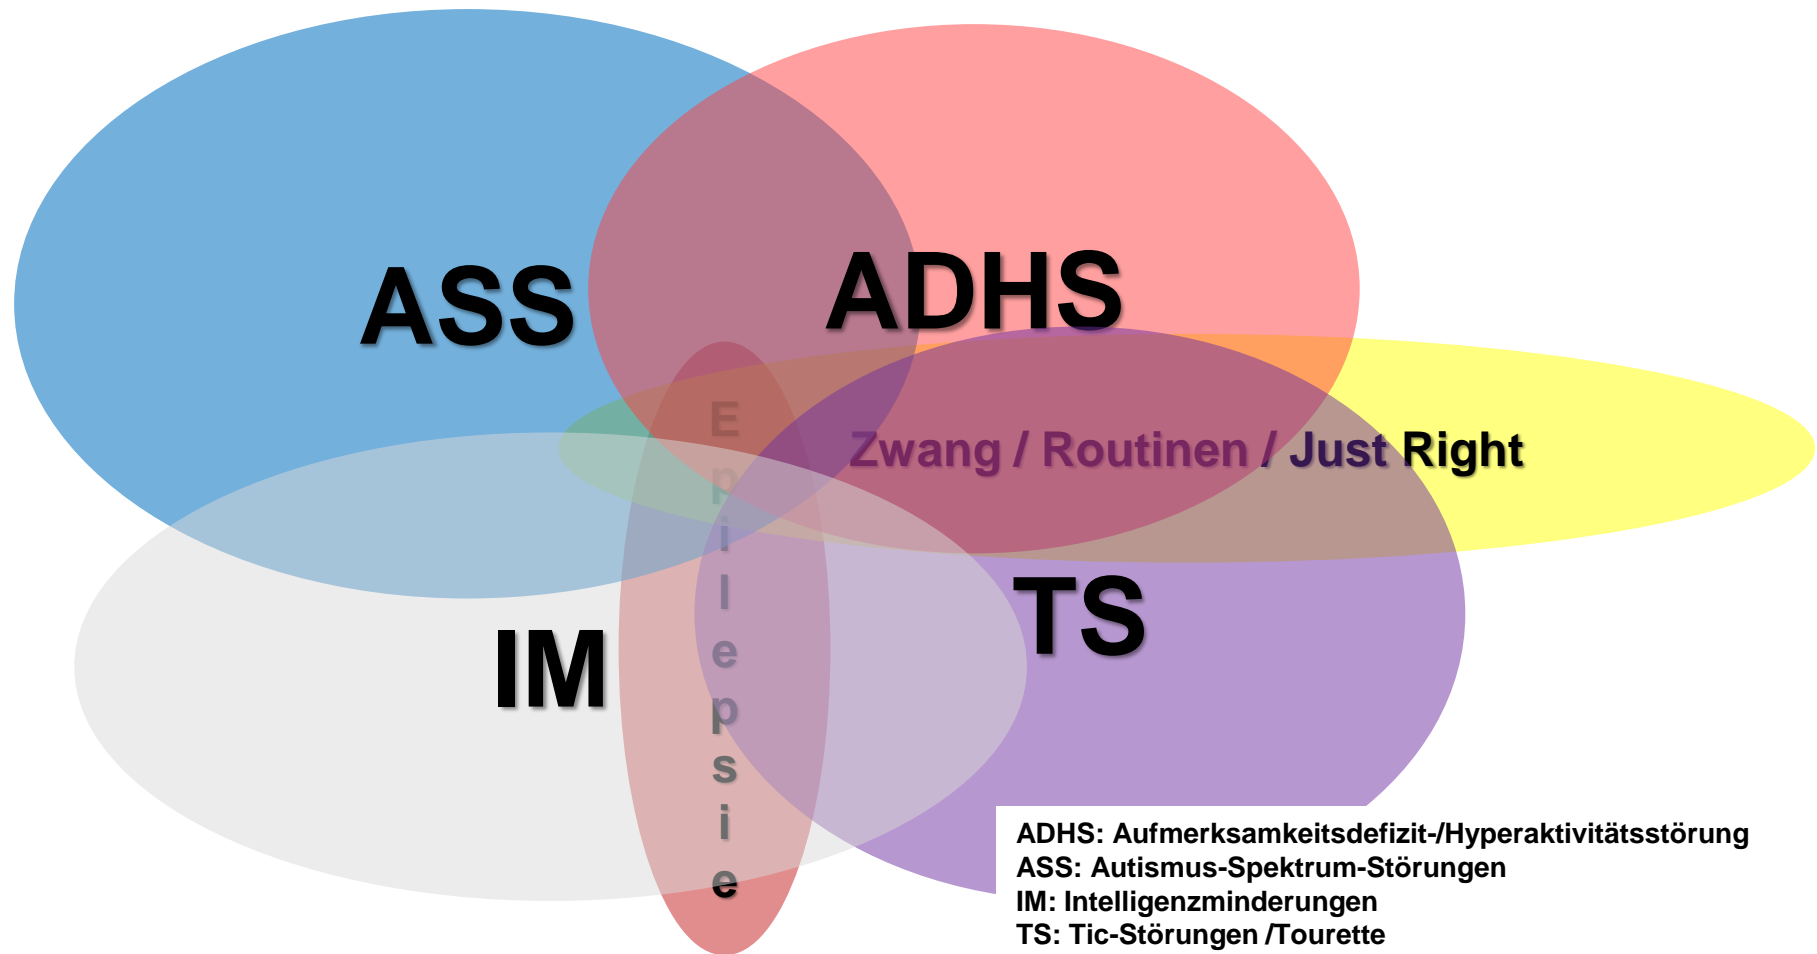 ASS
ADHS
Epilepsie
Zwang / Routinen / Just Right
IM
TS
ADHS: Aufmerksamkeitsdefizit-/Hyperaktivitätsstörung
ASS: Autismus-Spektrum-Störungen
IM: Intelligenzminderungen
TS: Tic-Störungen /Tourette